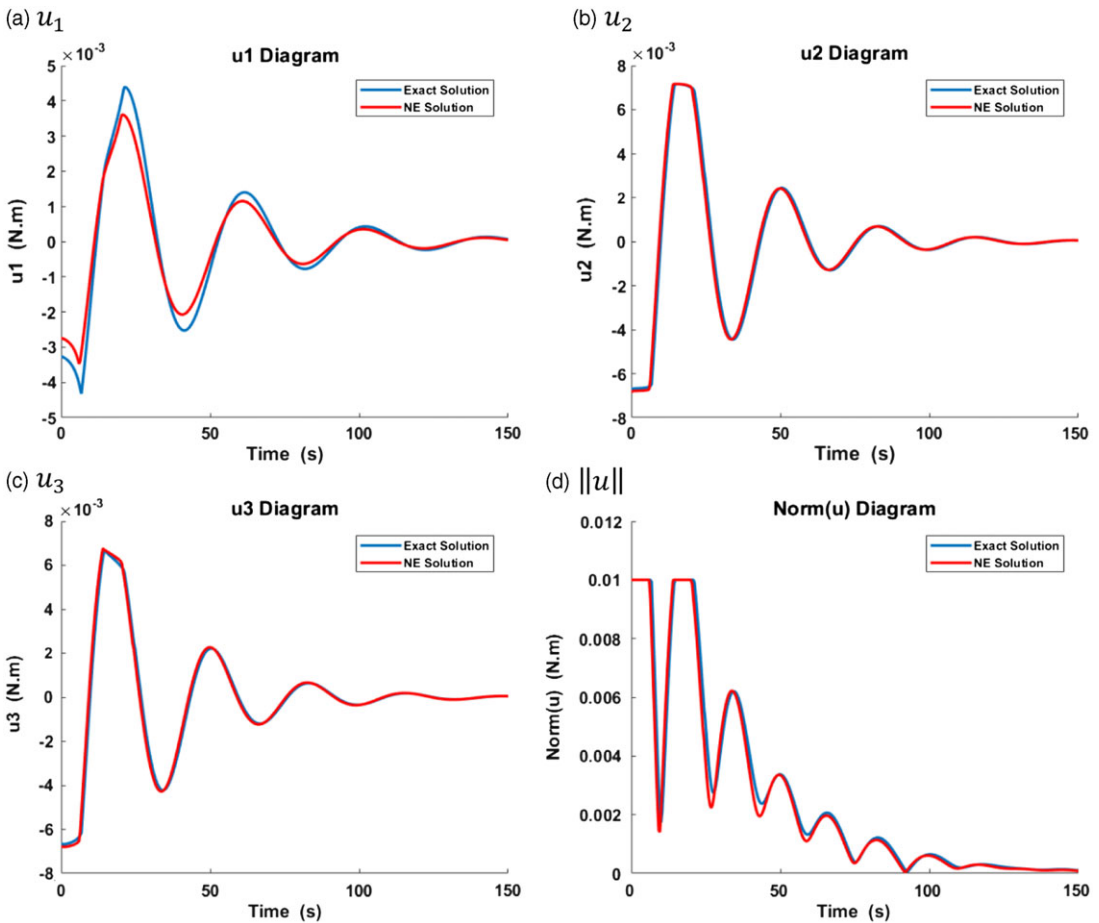 (a) u₁
×10⁻³
u1 Diagram
Exact Solution
NE Solution
5
4
3
2
1
0
-1
-2
-3
-4
-5
u1 (N.m)
0
50
100
150
Time (s)
(b) u₂
×10⁻³
u2 Diagram
Exact Solution
NE Solution
8
6
4
2
0
-2
-4
-6
-8
u2 (N.m)
0
50
100
150
Time (s)
(c) u₃
×10⁻³
u3 Diagram
Exact Solution
NE Solution
8
6
4
2
0
-2
-4
-6
-8
u3 (N.m)
0
50
100
150
Time (s)
(d) ||u||
Norm(u) Diagram
Exact Solution
NE Solution
0.012
0.01
0.008
0.006
0.004
0.002
0
Norm(u) (N.m)
0
50
100
150
Time (s)